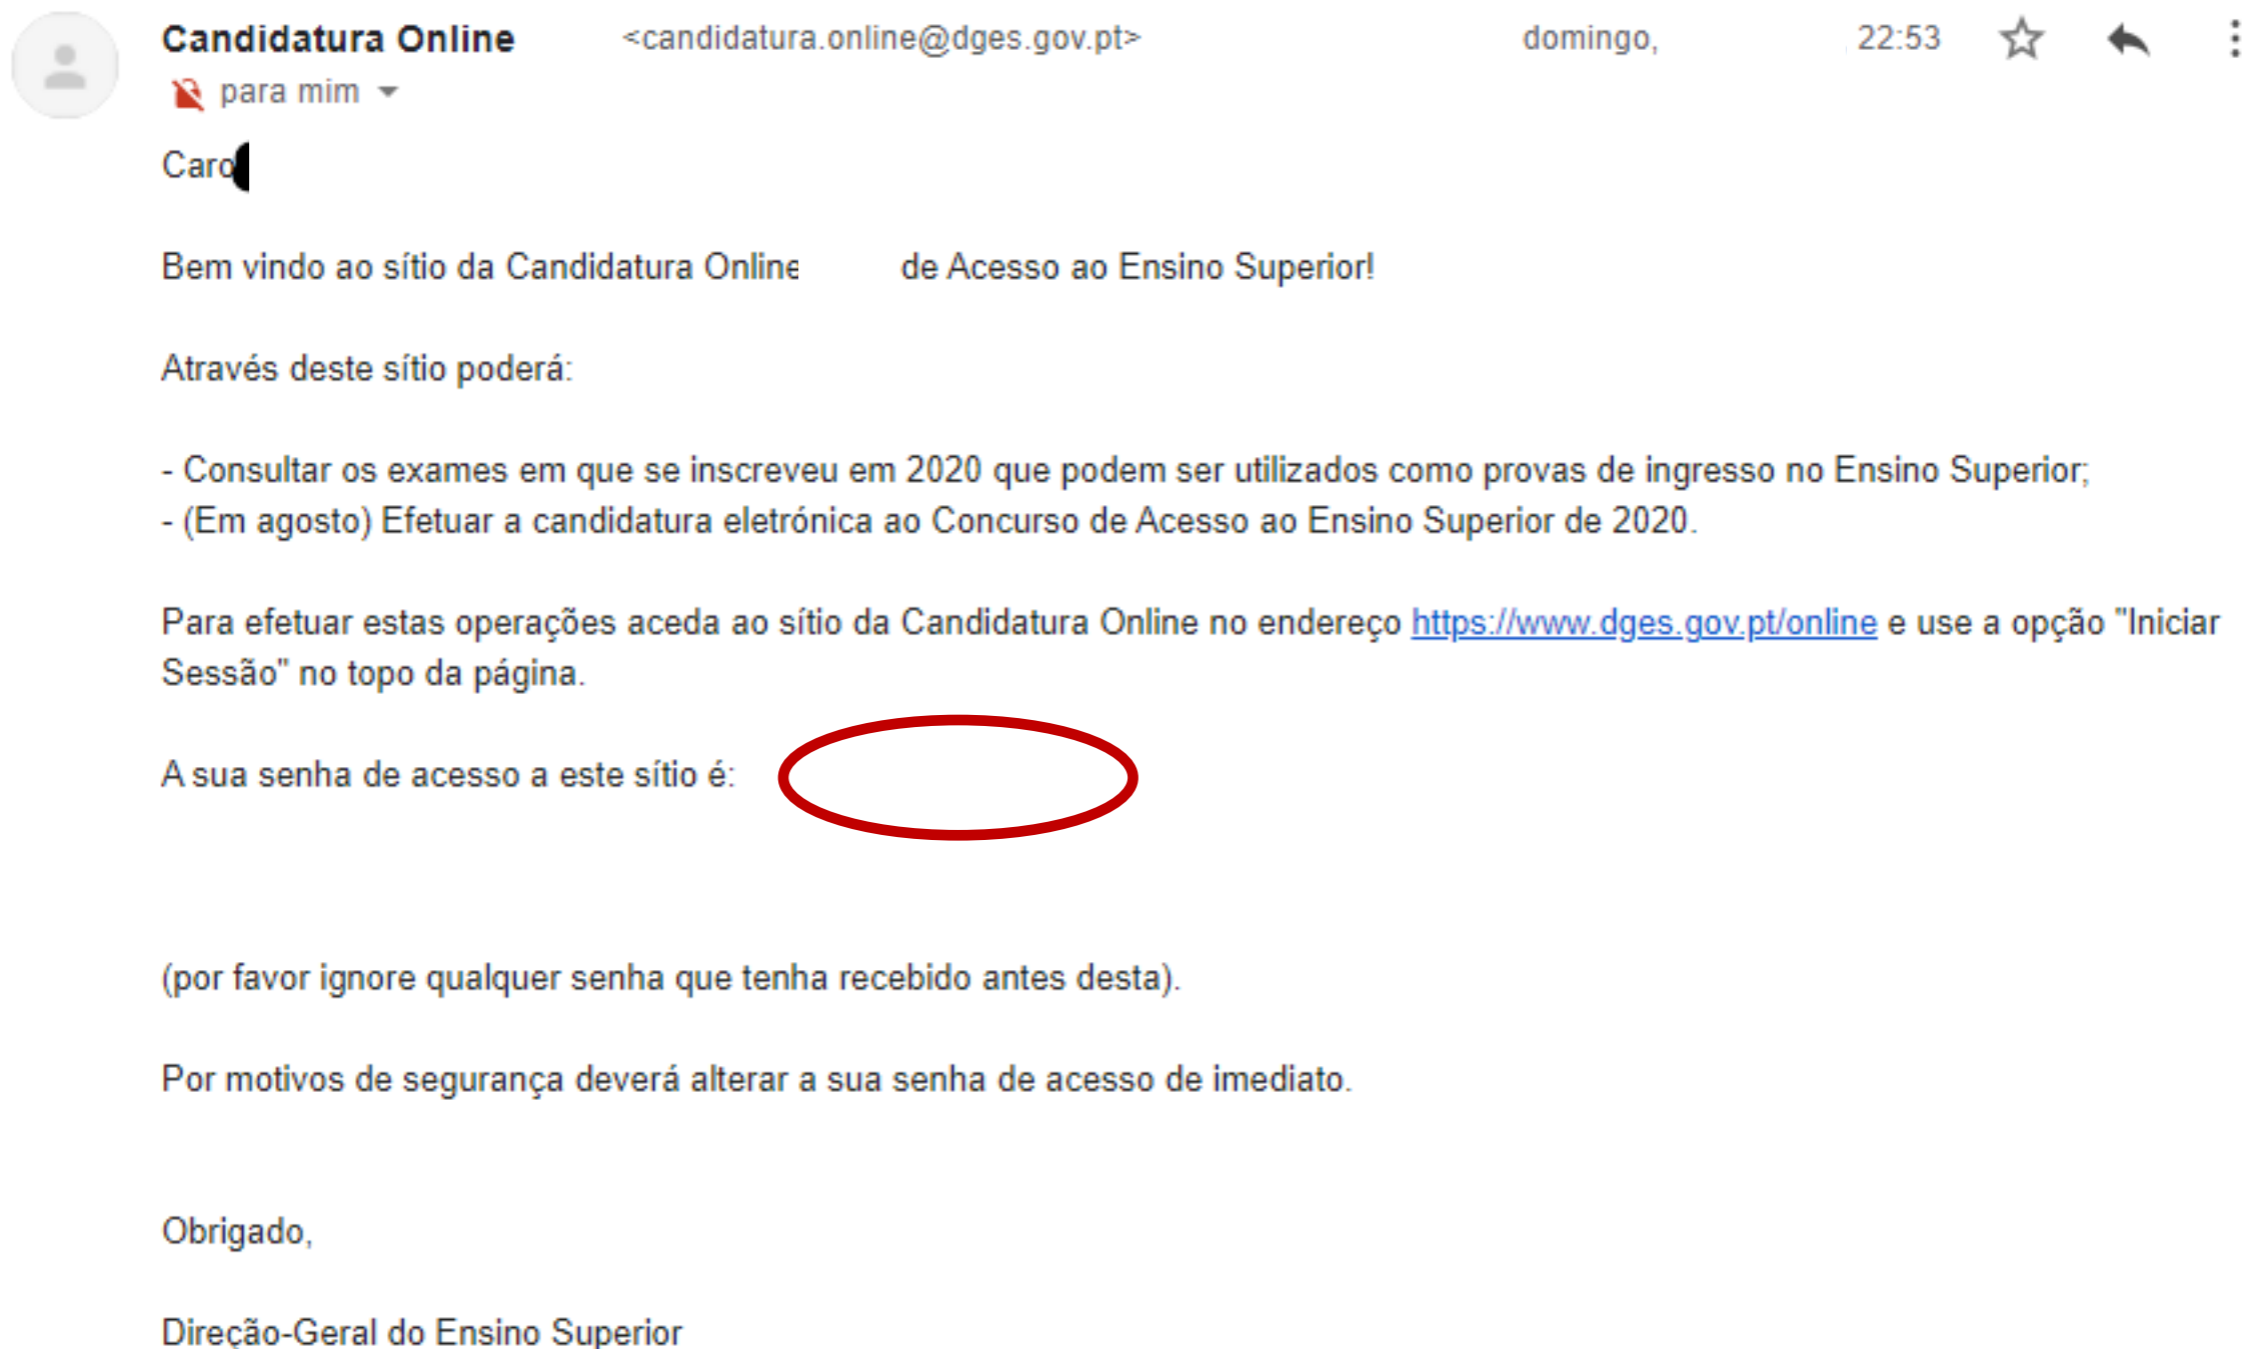 Candidatura Online <candidatura.online@dges.gov.pt> domingo, 22:53
para mim
Caro
Bem vindo ao sítio da Candidatura Online de Acesso ao Ensino Superior!
Através deste sítio poderá:
- Consultar os exames em que se inscreveu em 2020 que podem ser utilizados como provas de ingresso no Ensino Superior;
- (Em agosto) Efetuar a candidatura eletrónica ao Concurso de Acesso ao Ensino Superior de 2020.
Para efetuar estas operações aceda ao sítio da Candidatura Online no endereço https://www.dges.gov.pt/online e use a opção "Iniciar
Sessão" no topo da página.
A sua senha de acesso a este sítio é:
(por favor ignore qualquer senha que tenha recebido antes desta).
Por motivos de segurança deverá alterar a sua senha de acesso de imediato.
Obrigado,
Direção-Geral do Ensino Superior